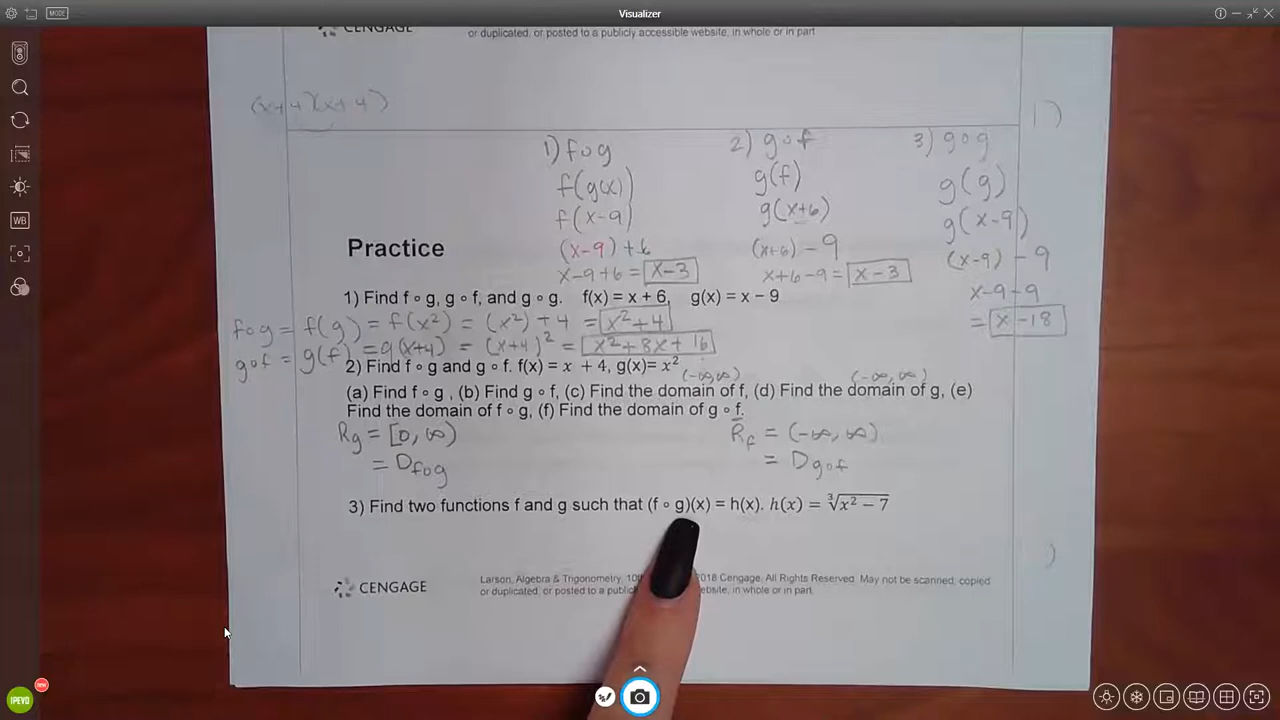 MODE
Visualizer
CENGAGE
or duplicated, or posted to a publicly accessible website, in whole or in part
(x+4)(x+4)
1)
1) f∘g
2) g∘f
3) g∘g
f(g(x))
g(f)
g(g)
f(x-9)
g(x+6)
g(x-9)
(x-9)+6
(x+6)-9
(x-9)-9
x-9+6 = x-3
x+6-9 = x-3
x-9-9
= x-18
Practice
1) Find f ∘ g, g ∘ f, and g ∘ g. f(x) = x + 6, g(x) = x − 9
f∘g = f(g) = f(x²) = (x²)+4 = x²+4
g∘f = g(f) = g(x+4) = (x+4)² = x²+8x+16
2) Find f ∘ g and g ∘ f. f(x) = x + 4, g(x)= x²
(-∞,∞)
(-∞,∞)
(a) Find f ∘ g , (b) Find g ∘ f, (c) Find the domain of f, (d) Find the domain of g, (e)
Find the domain of f ∘ g, (f) Find the domain of g ∘ f.
Rg = [0,∞)
Rf = (-∞,∞)
= Df∘g
= Dg∘f
3) Find two functions f and g such that (f ∘ g)(x) = h(x). h(x) = ∛x² − 7
)
CENGAGE
Larson, Algebra & Trigonometry, 10 2018 Cengage. All Rights Reserved. May not be scanned, copied
or duplicated, or posted to a publicly accessible website, in whole or in part.
IPEVO
new